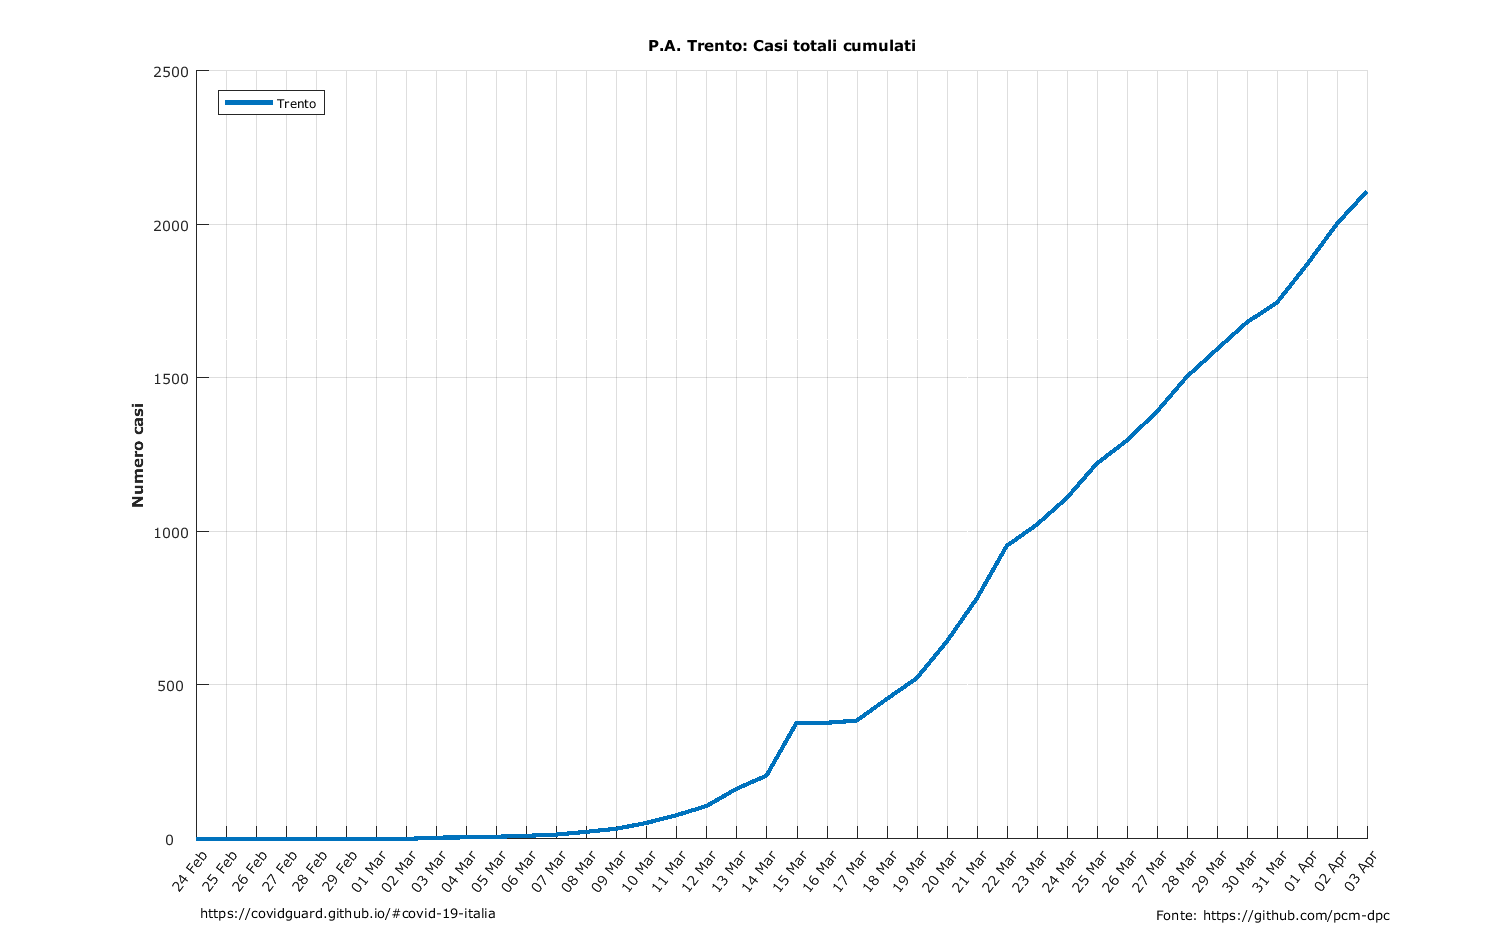 P.A. Trento: Casi totali cumulati
2500
Trento
2000
1500
Numero casi
1000
500
0
24 Feb
25 Feb
26 Feb
27 Feb
28 Feb
29 Feb
01 Mar
02 Mar
03 Mar
04 Mar
05 Mar
06 Mar
07 Mar
08 Mar
09 Mar
10 Mar
11 Mar
12 Mar
13 Mar
14 Mar
15 Mar
16 Mar
17 Mar
18 Mar
19 Mar
20 Mar
21 Mar
22 Mar
23 Mar
24 Mar
25 Mar
26 Mar
27 Mar
28 Mar
29 Mar
30 Mar
31 Mar
01 Apr
02 Apr
03 Apr
https://covidguard.github.io/#covid-19-italia
Fonte: https://github.com/pcm-dpc